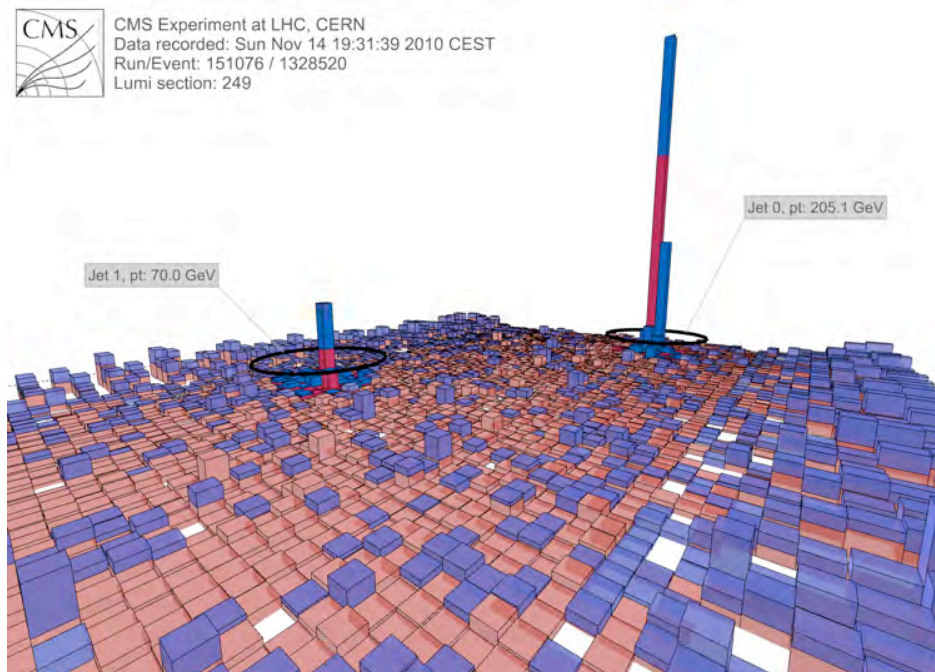 CMS
CMS Experiment at LHC, CERN
Data recorded: Sun Nov 14 19:31:39 2010 CEST
Run/Event: 151076 / 1328520
Lumi section: 249
Jet 0, pt: 205.1 GeV
Jet 1, pt: 70.0 GeV